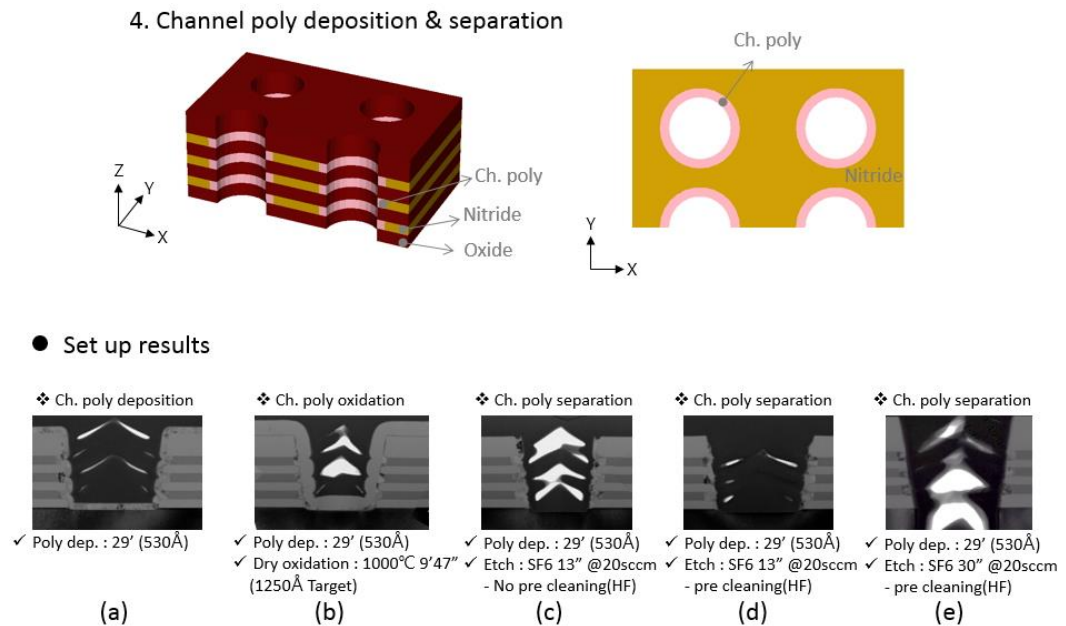 4. Channel poly deposition & separation
Z
Y
X
Ch. poly
Nitride
Oxide
Ch. poly
Nitride
Y
X
● Set up results
❖ Ch. poly deposition
✓ Poly dep. : 29’ (530Å)
(a)
❖ Ch. poly oxidation
✓ Poly dep. : 29’ (530Å)
✓ Dry oxidation : 1000℃ 9’47”
(1250Å Target)
(b)
❖ Ch. poly separation
✓ Poly dep. : 29’ (530Å)
✓ Etch : SF6 13” @20sccm
- No pre cleaning(HF)
(c)
❖ Ch. poly separation
✓ Poly dep. : 29’ (530Å)
✓ Etch : SF6 13” @20sccm
- pre cleaning(HF)
(d)
❖ Ch. poly separation
✓ Poly dep. : 29’ (530Å)
✓ Etch : SF6 30” @20sccm
- pre cleaning(HF)
(e)